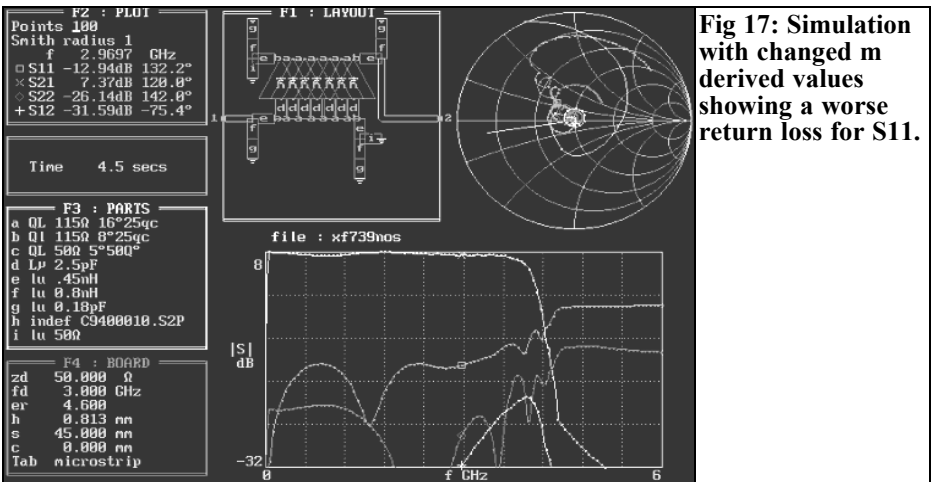 F2 : PLOT
Points 100
Smith radius 1
f 2.9697 GHz
S11 -12.94dB 132.2°
×S21 7.37dB 120.0°
◇S22 -26.14dB 142.0°
+S12 -31.59dB -75.4°
Time 4.5 secs
F3 : PARTS
a QL 115Ω 16°25qc
b Ql 115Ω 8°25qc
c QL 50Ω 5°50Q°
d Lµ 2.5pF
e lu .45nH
f lu 0.8nH
g lu 0.18pF
h indef C9400010.S2P
i lu 50Ω
F4 : BOARD
zd 50.000 Ω
fd 3.000 GHz
er 4.600
h 0.813 mm
s 45.000 mm
c 0.000 mm
Tab microstrip
F1 : LAYOUT
1
2
file : xf739nos
8
|S|
dB
-32
0
f GHz
6
Fig 17: Simulation
with changed m
derived values
showing a worse
return loss for S11.